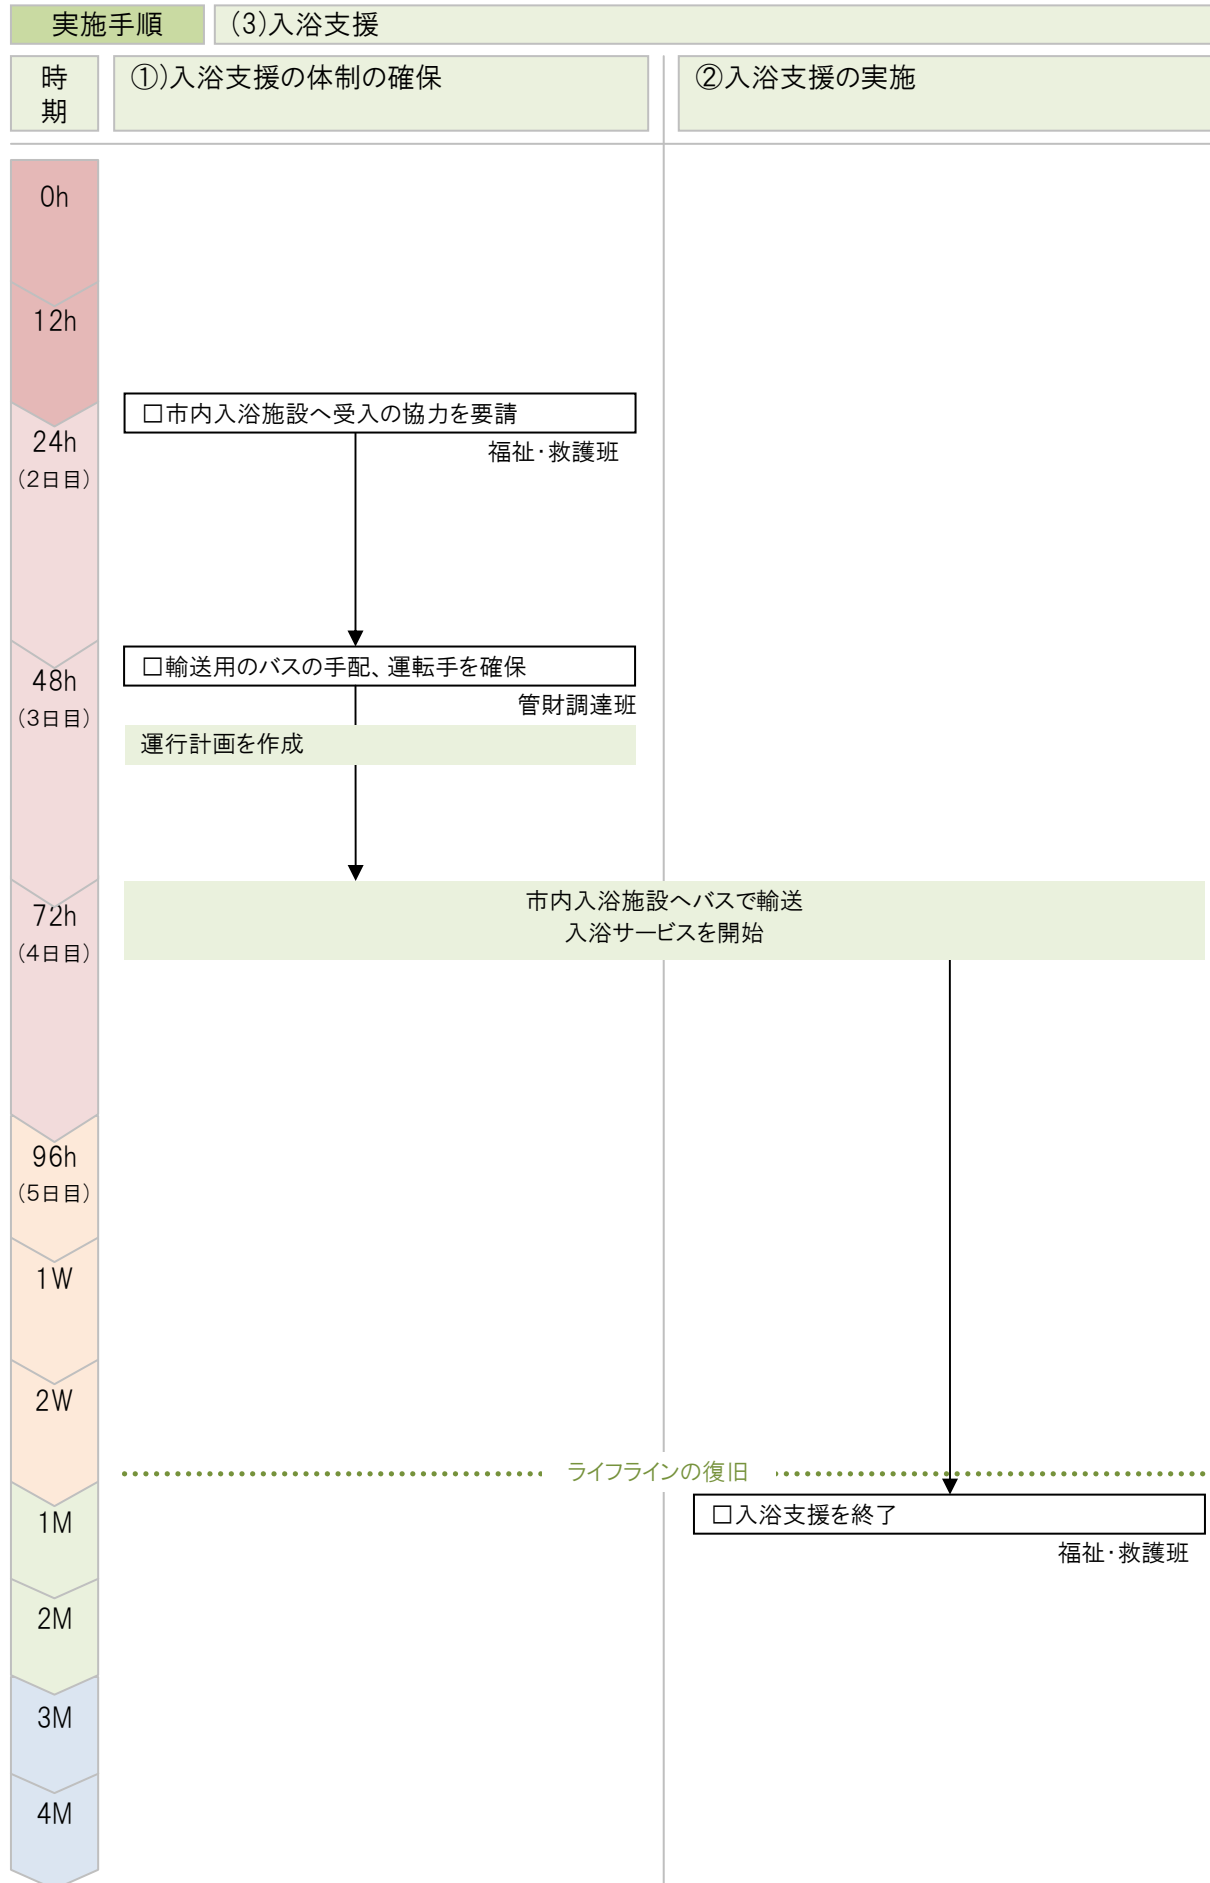 実施手順
(3)入浴支援
時
期
①)入浴支援の体制の確保
②入浴支援の実施
0h
12h
□市内入浴施設へ受入の協力を要請
24h
福祉・救護班
(2日目)
□輸送用のバスの手配、運転手を確保
48h
管財調達班
(3日目)
運行計画を作成
市内入浴施設へバスで輸送
72h
入浴サービスを開始
(4日目)
96h
(5日目)
1W
2W
ライフラインの復旧
□入浴支援を終了
1M
福祉・救護班
2M
3M
4M